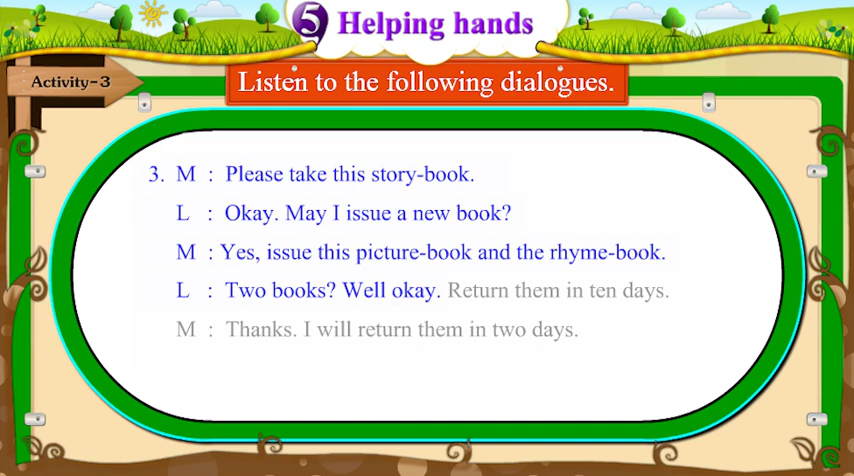 5 Helping hands
Activity-3
Listen to the following dialogues.
3. M : Please take this story-book.
L : Okay. May I issue a new book?
M : Yes, issue this picture-book and the rhyme-book.
L : Two books? Well okay. Return them in ten days.
M : Thanks. I will return them in two days.